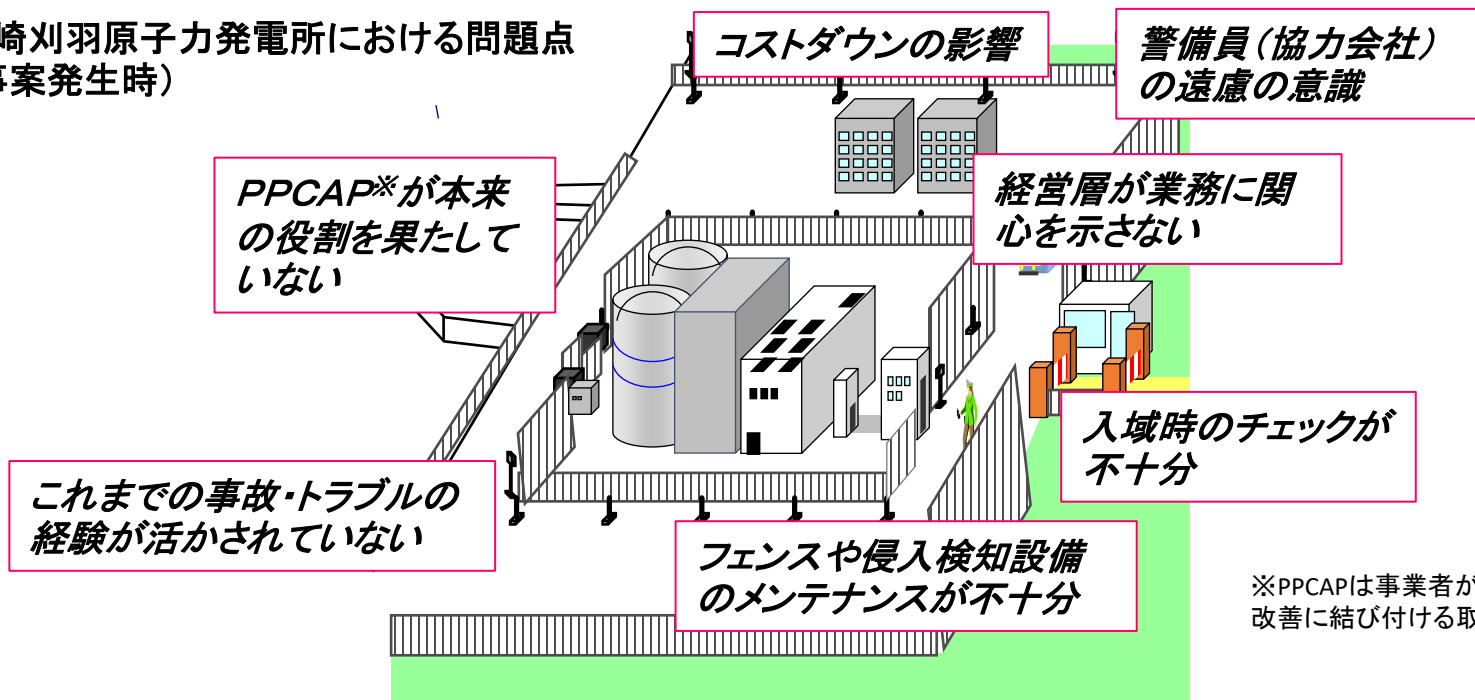 崎刈羽原子力発電所における問題点
事案発生時）
コストダウンの影響
警備員（協力会社）
の遠慮の意識
PPCAP※が本来
の役割を果たして
いない
経営層が業務に関
心を示さない
入域時のチェックが
不十分
これまでの事故・トラブルの
経験が活かされていない
フェンスや侵入検知設備
のメンテナンスが不十分
※PPCAPは事業者が
改善に結び付ける取